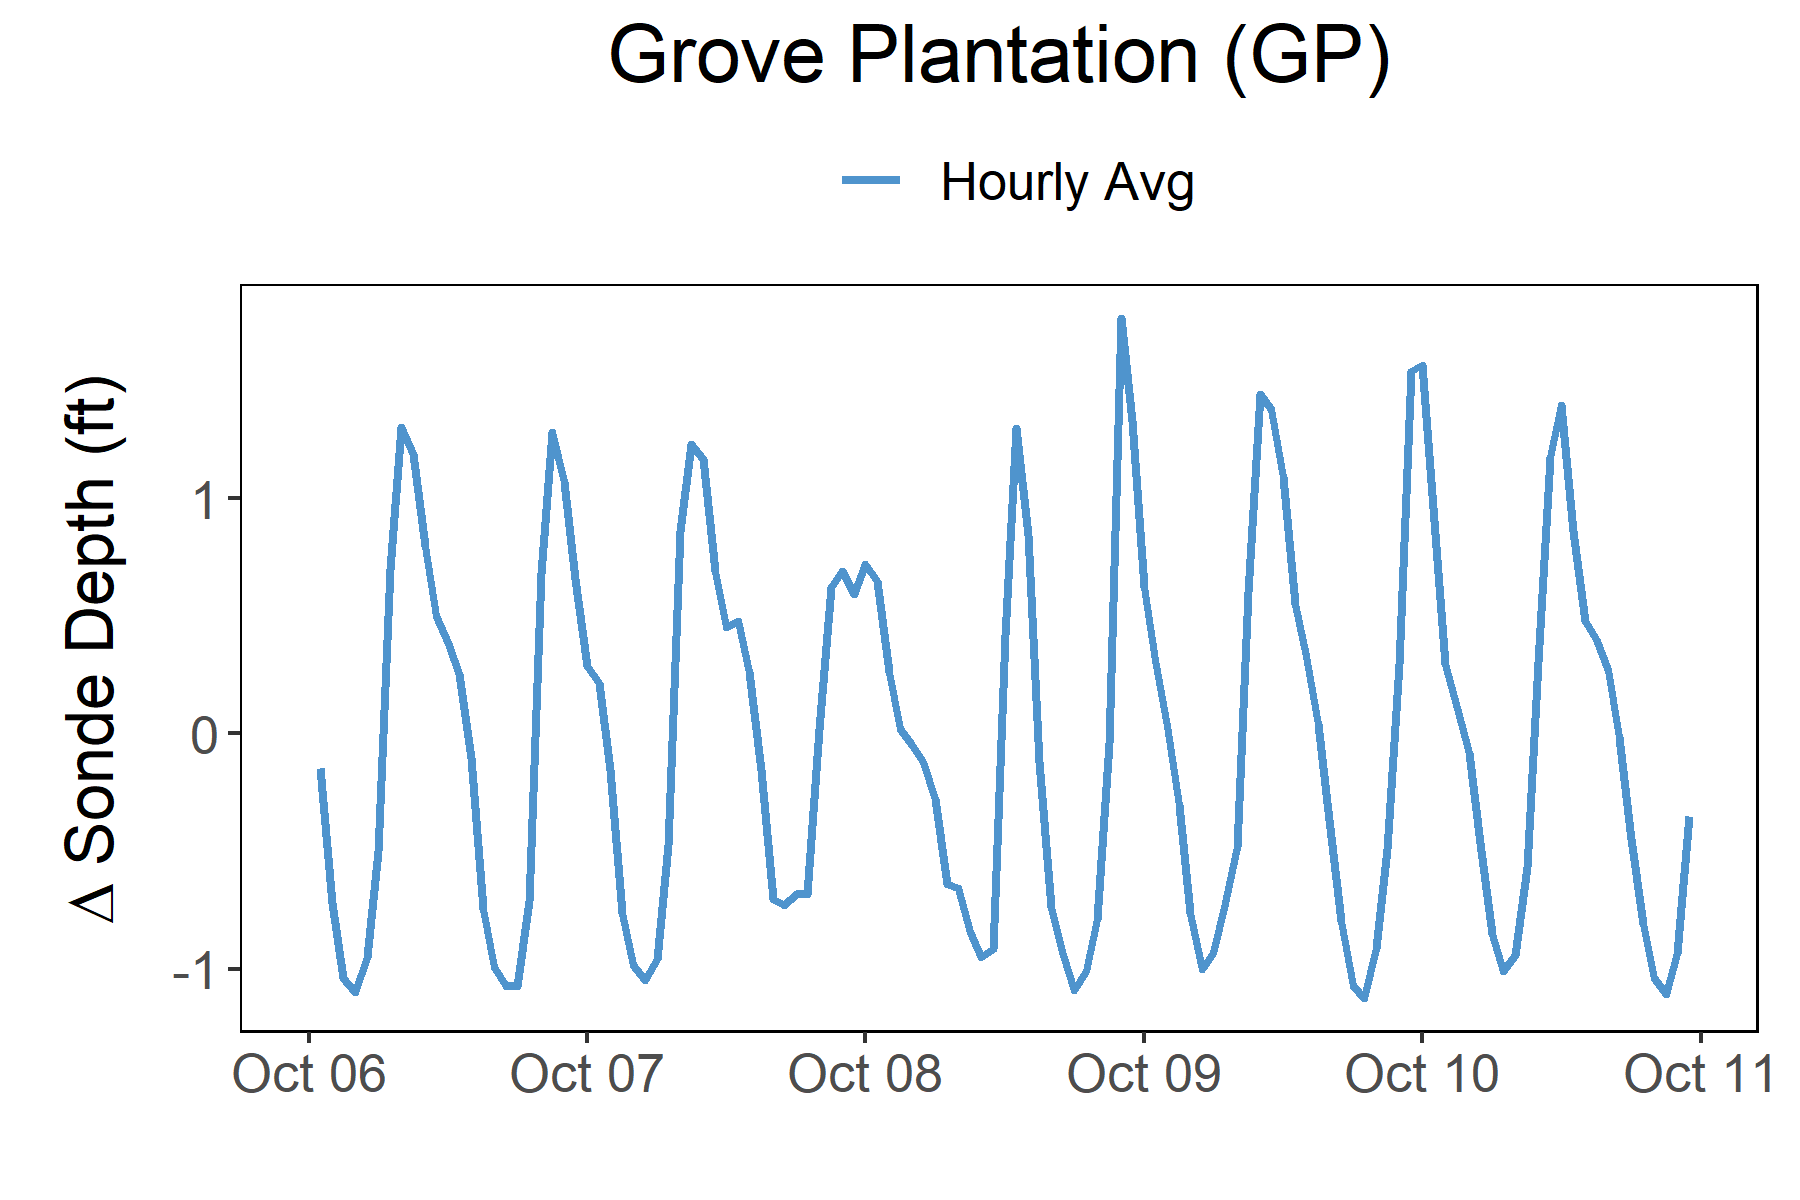 Grove Plantation (GP)
Hourly Avg
Δ Sonde Depth (ft)
1
0
-1
Oct 06 Oct 07 Oct 08 Oct 09 Oct 10 Oct 11